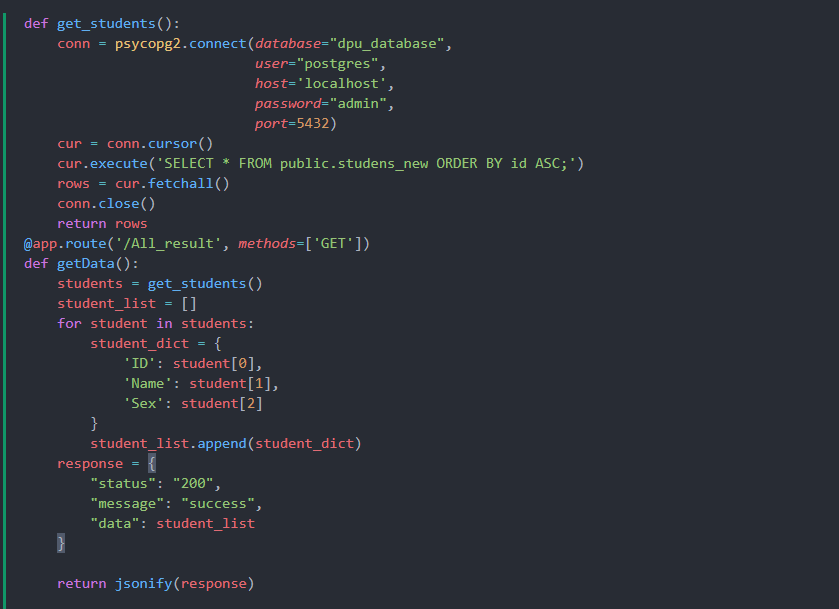 def get_students():
    conn = psycopg2.connect(database="dpu_database",
                            user="postgres",
                            host='localhost',
                            password="admin",
                            port=5432)
    cur = conn.cursor()
    cur.execute('SELECT * FROM public.studens_new ORDER BY id ASC;')
    rows = cur.fetchall()
    conn.close()
    return rows
@app.route('/All_result', methods=['GET'])
def getData():
    students = get_students()
    student_list = []
    for student in students:
        student_dict = {
            'ID': student[0],
            'Name': student[1],
            'Sex': student[2]
        }
        student_list.append(student_dict)
    response = {
        "status": "200",
        "message": "success",
        "data": student_list
    }

    return jsonify(response)